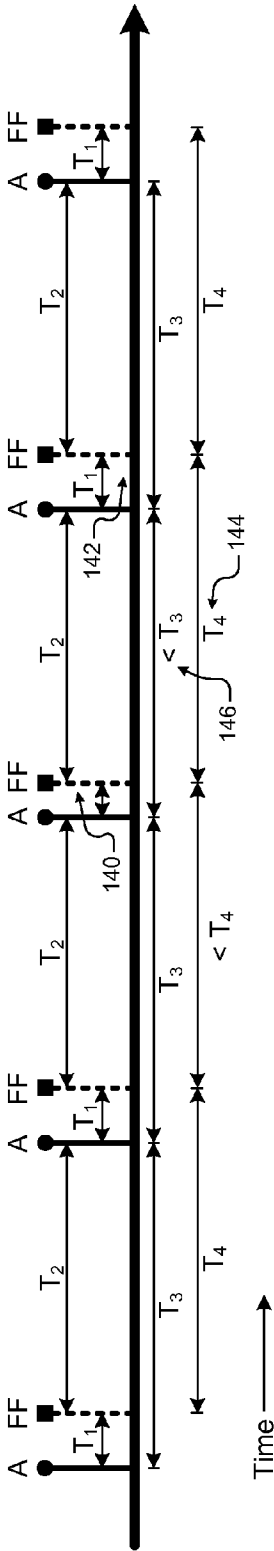 A FF A FF A FF A FF A FF
T₂ T₂ T₂ T₂
T₁ T₁ 140 142 T₁ T₁
T₃ T₃ < T₃ T₃
T₄ < T₄ T₄ T₄
146 144
Time